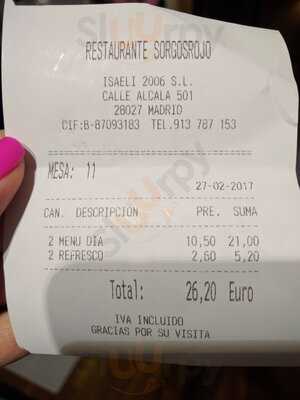 RESTAURANTE SORGOSROJO
ISAELI 2006 S.L.
CALLE ALCALA 501
28027 MADRID
CIF:B-87093183 TEL.913 787 153
MESA: 11
27-02-2017
CAN. DESCRIPCION PRE. SUMA
2 MENU DIA 10,50 21,00
2 REFRESCO 2,60 5,20
Total: 26,20 Euro
IVA INCLUIDO
GRACIAS POR SU VISITA